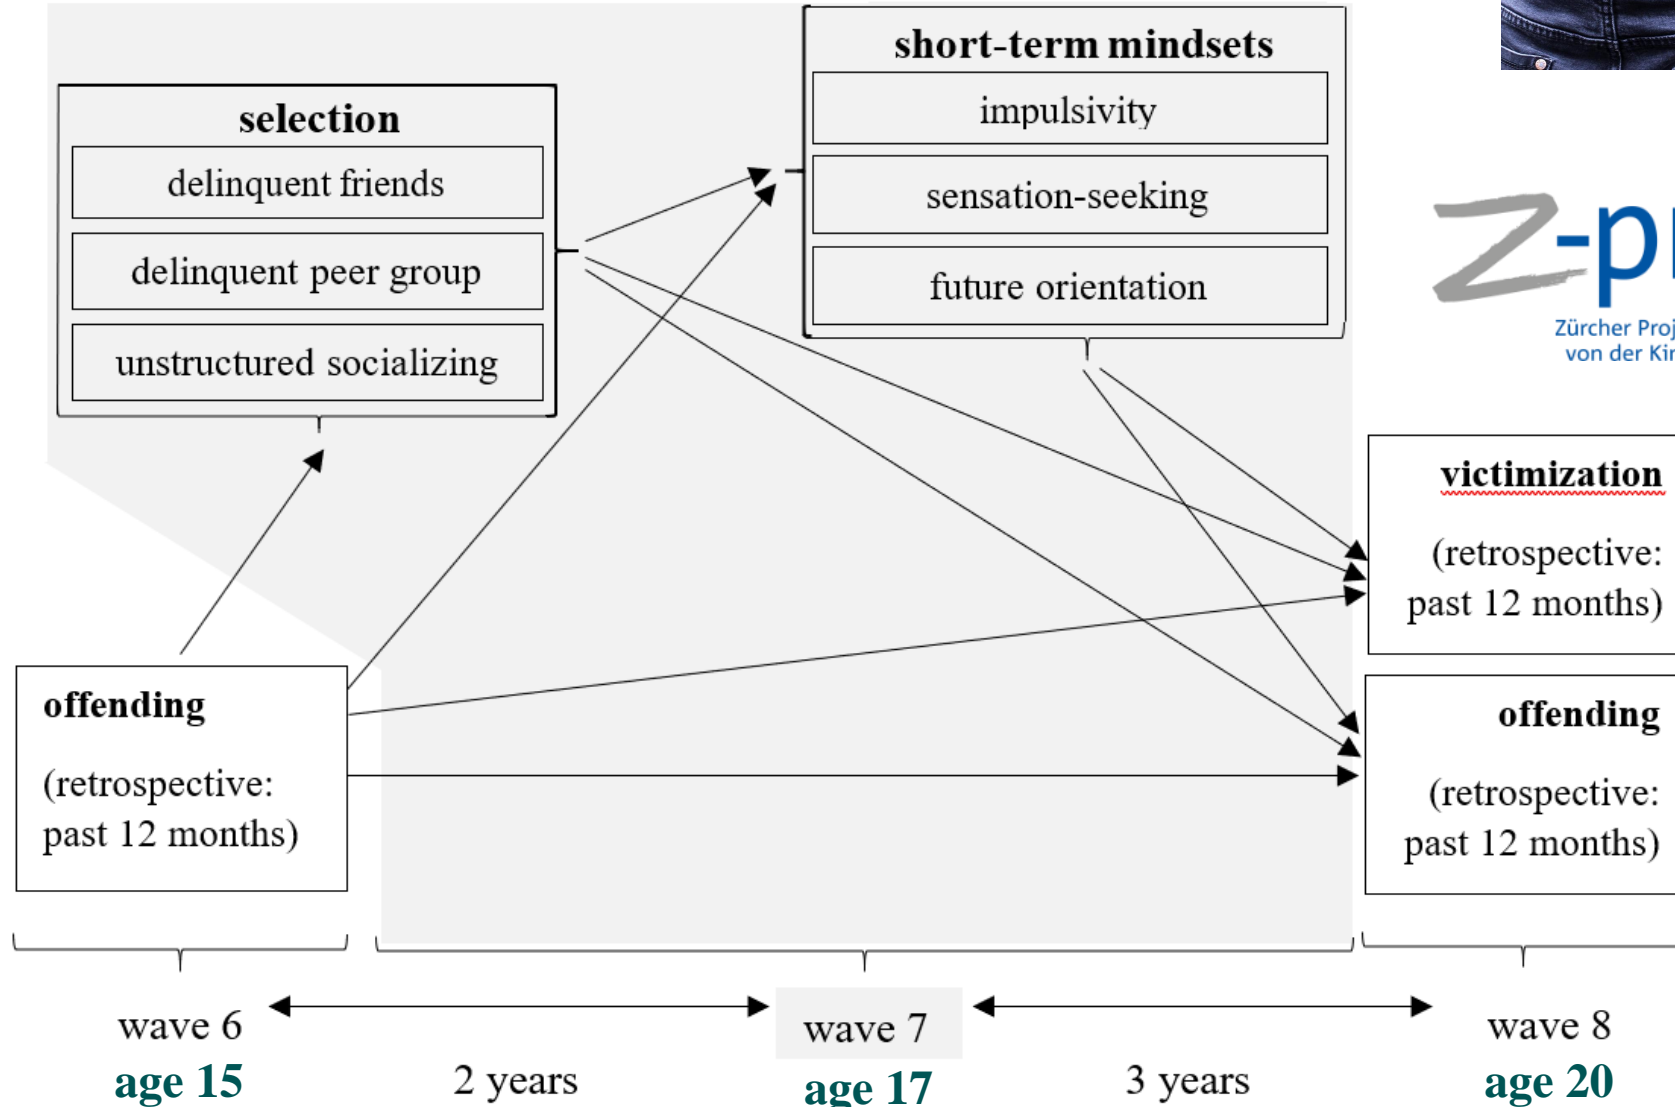 short-term mindsets
impulsivity
sensation-seeking
future orientation
selection
delinquent friends
delinquent peer group
unstructured socializing
Zürcher
von der
victimization
(retrospective:
past 12 months)
offending
(retrospective:
past 12 months)
offending
(retrospective:
past 12 months)
wave 6
wave 7
wave 8
age 15
2 years
age 17
3 years
age 20